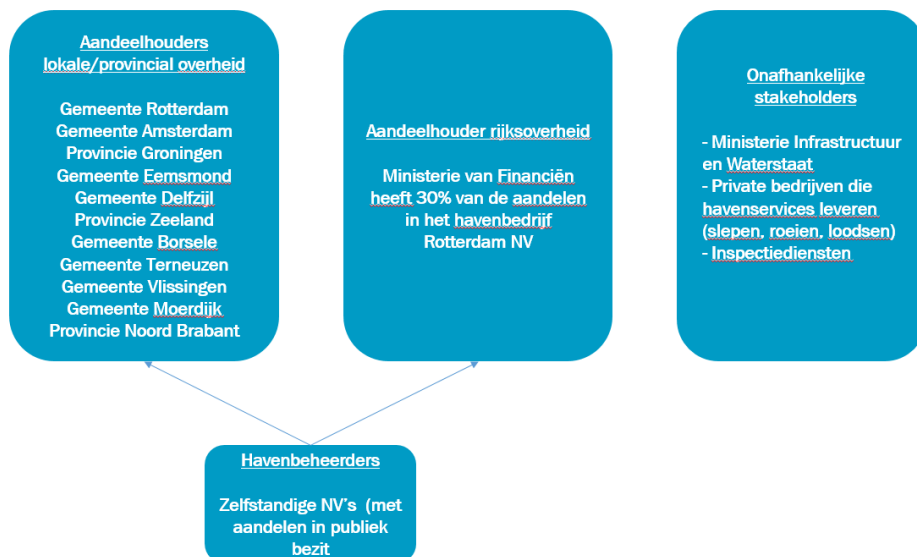 Aandeelhouders
lokale/provincial overheid
Gemeente Rotterdam
Gemeente Amsterdam
Provincie Groningen
Gemeente Eemsmond
Gemeente Delfzijl
Provincie Zeeland
Gemeente Borsele
Gemeente Terneuzen
Gemeente Vlissingen
Gemeente Moerdijk
Provincie Noord Brabant
Aandeelhouder rijksoverheid
Ministerie van Financiën
heeft 30% van de aandelen
in het havenbedrijf
Rotterdam NV
Onafhankelijke
stakeholders
- Ministerie Infrastructuur
en Waterstaat
- Private bedrijven die
havenservices leveren
(slepen, roeien, loodsen)
- Inspectiediensten
Havenbeheerders
Zelfstandige NV's (met
aandelen in publiek
bezit